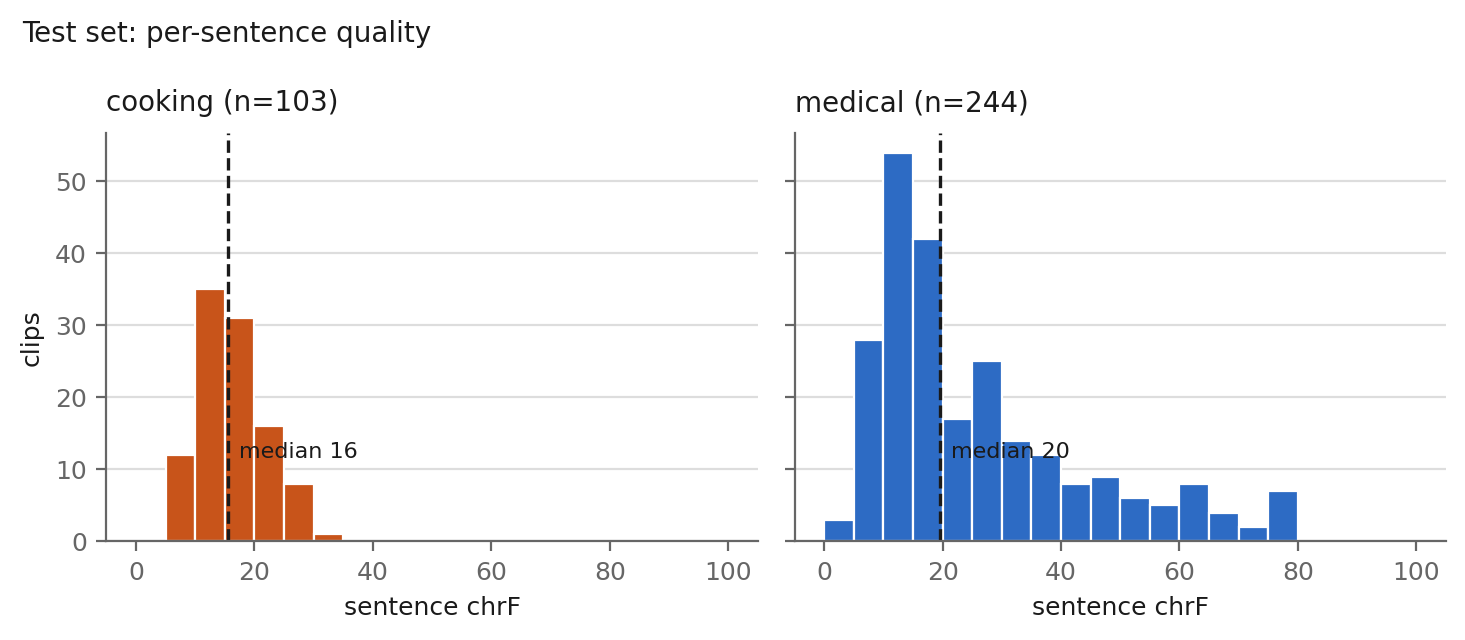 Test set: per-sentence quality
cooking (n=103)
medical (n=244)
50
40
30
20
10
0
clips
median 16
median 20
0 20 40 60 80 100
0 20 40 60 80 100
sentence chrF
sentence chrF